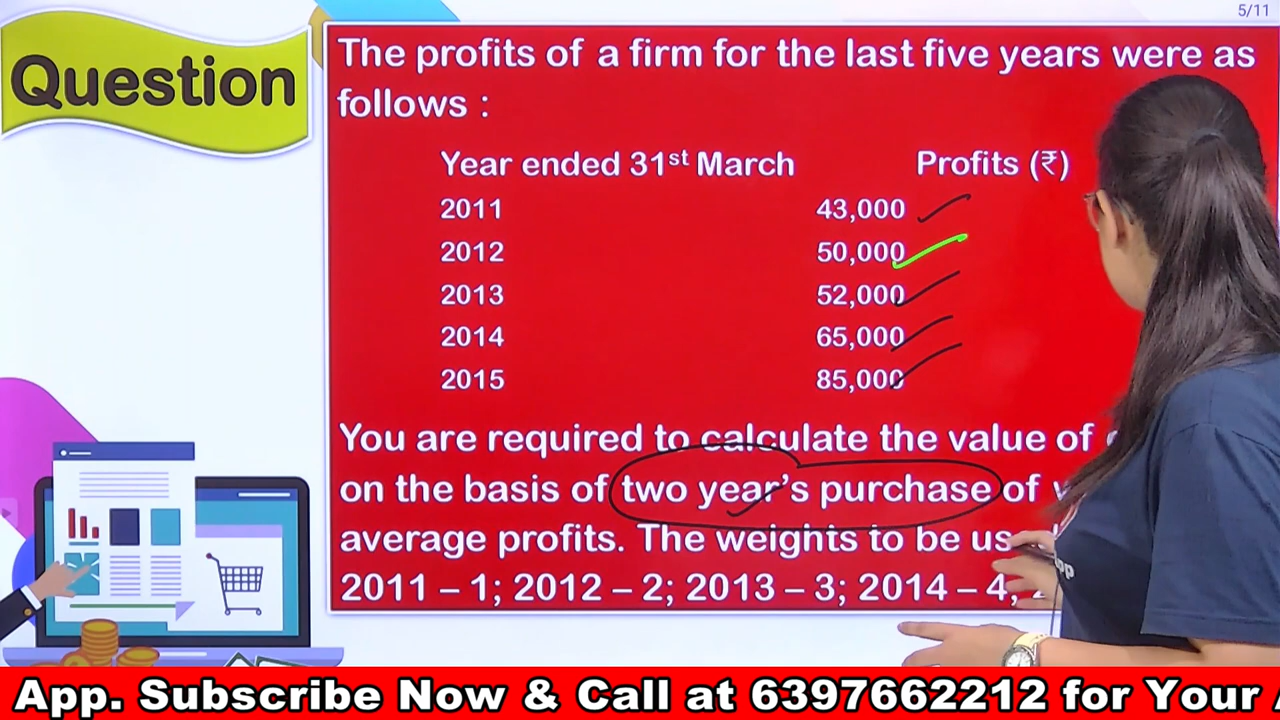 5/11
Question
The profits of a firm for the last five years were as
follows :
Year ended 31st March Profits (₹)
2011 43,000
2012 50,000
2013 52,000
2014 65,000
2015 85,000
You are required to calculate the value of
on the basis of two year's purchase of
average profits. The weights to be
2011 – 1; 2012 – 2; 2013 – 3; 2014 – 4;
App. Subscribe Now & Call at 6397662212 for Your